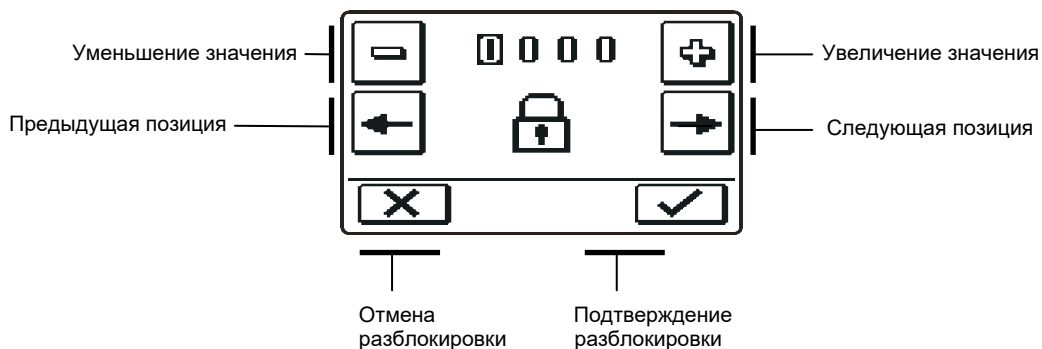 Уменьшение значения
0 0 0 0
Увеличение значения
Предыдущая позиция
Следующая позиция
Отмена
разблокировки
Подтверждение
разблокировки